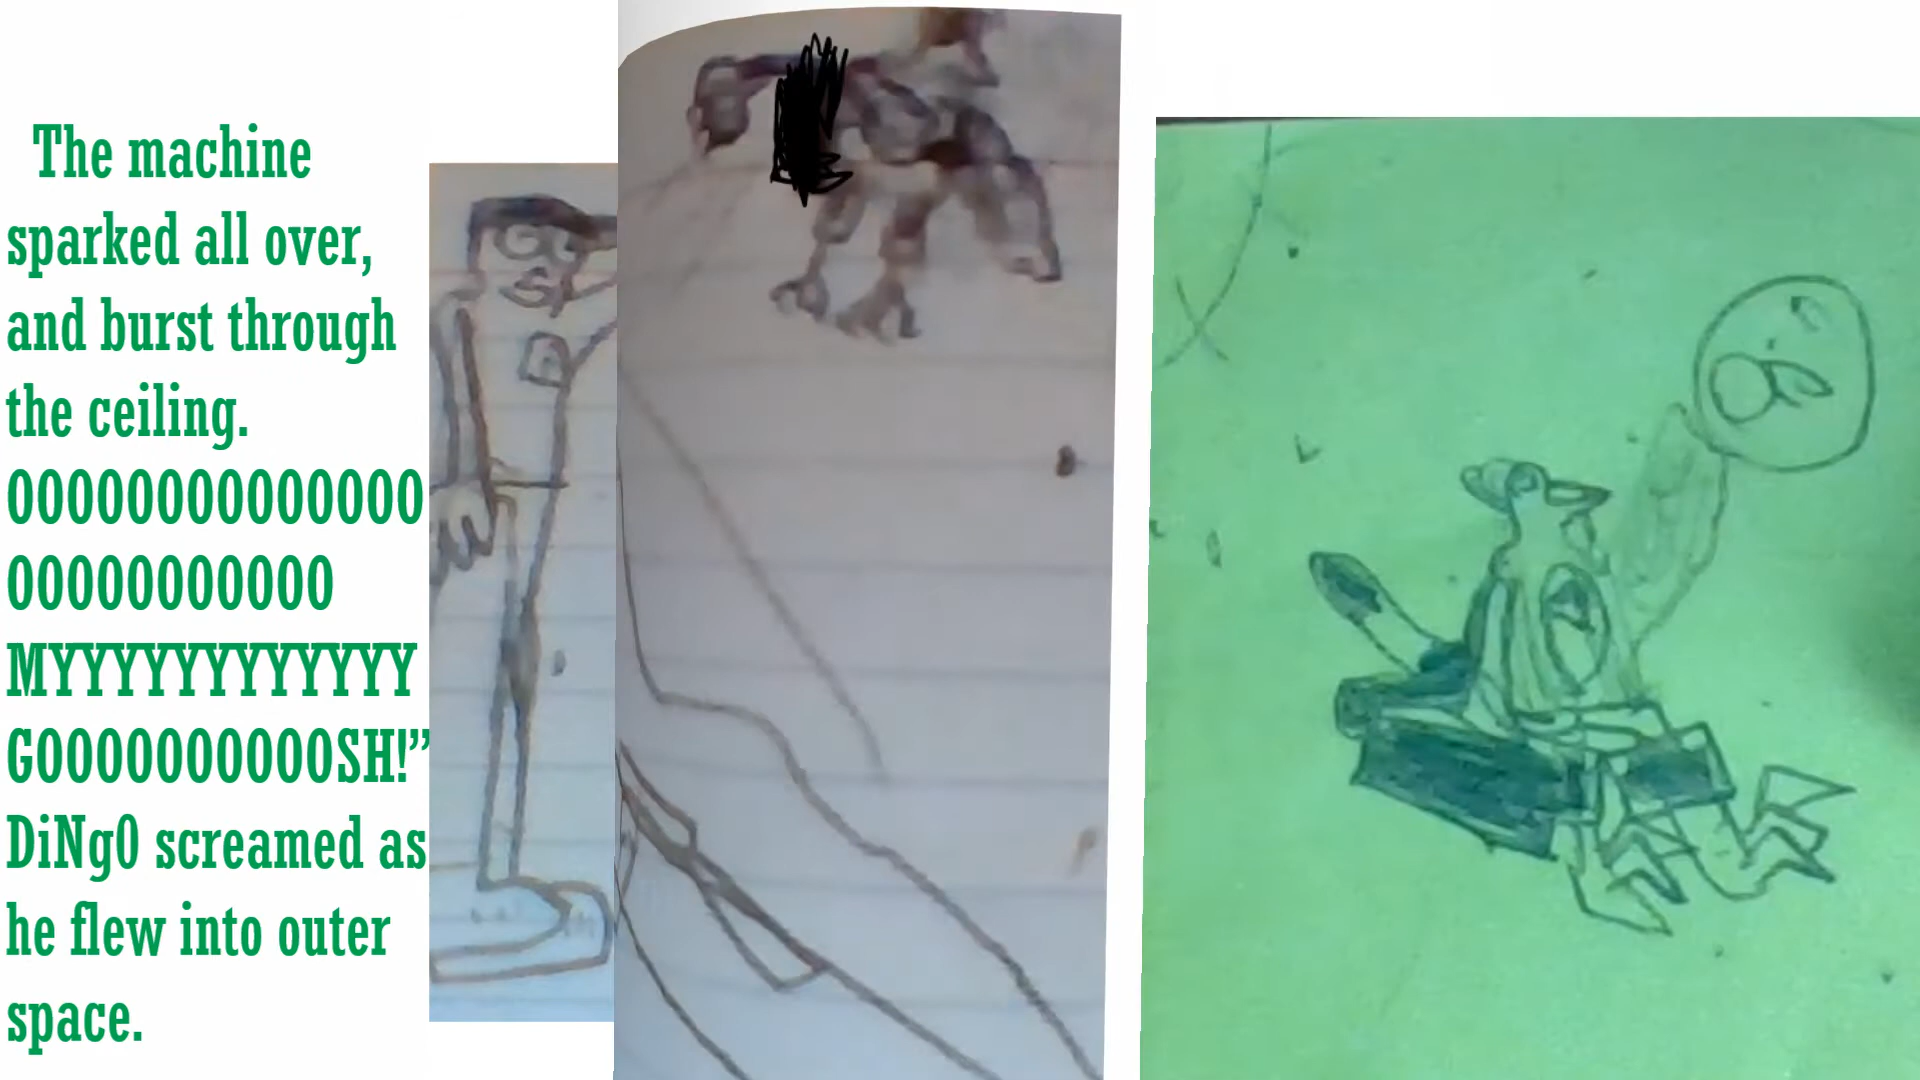 The machine
sparked all over,
and burst through
the ceiling.
OOOOOOOOOOOOOO
OOOOOOOOOOO
MYYYYYYYYYYYY
GOOOOOOOOOOSH!”
DiNgO screamed as
he flew into outer
space.